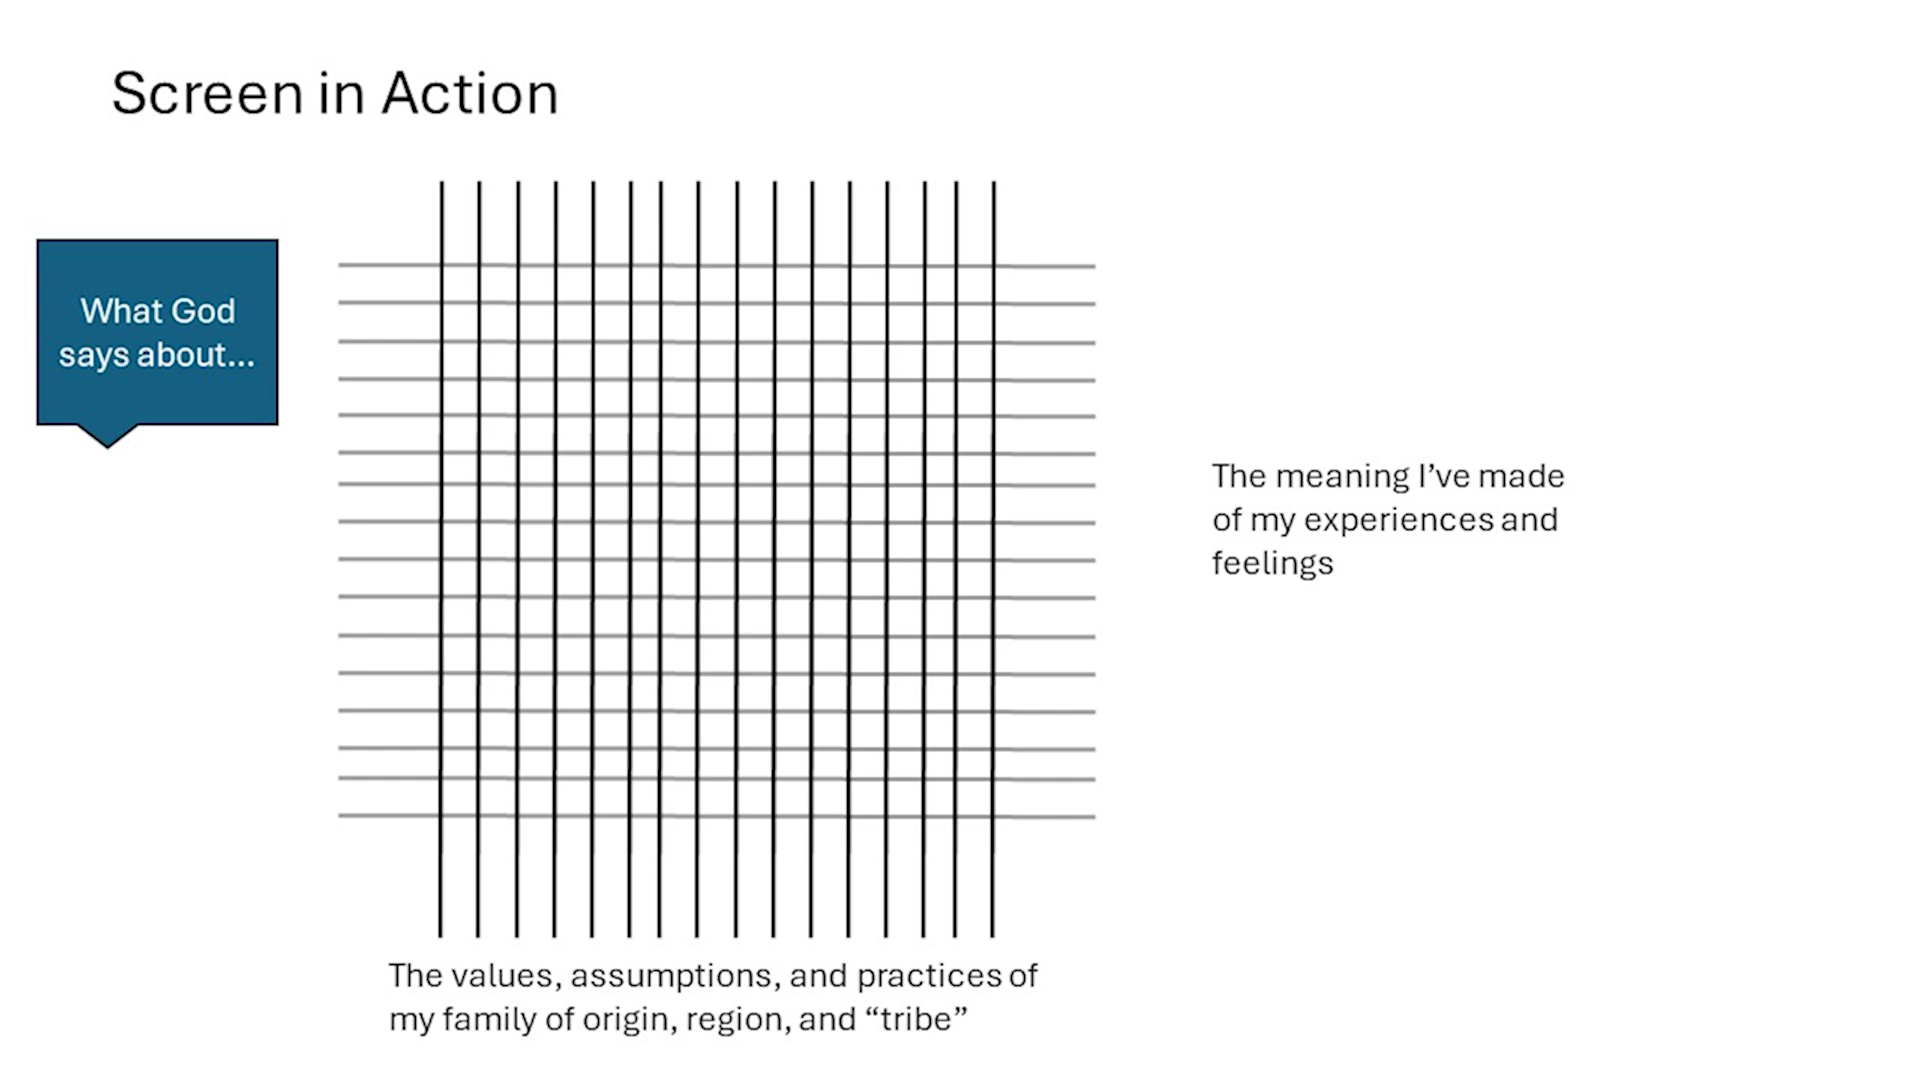 Screen in Action
What God
says about...
The meaning I’ve made
of my experiences and
feelings
The values, assumptions, and practices of
my family of origin, region, and “tribe”